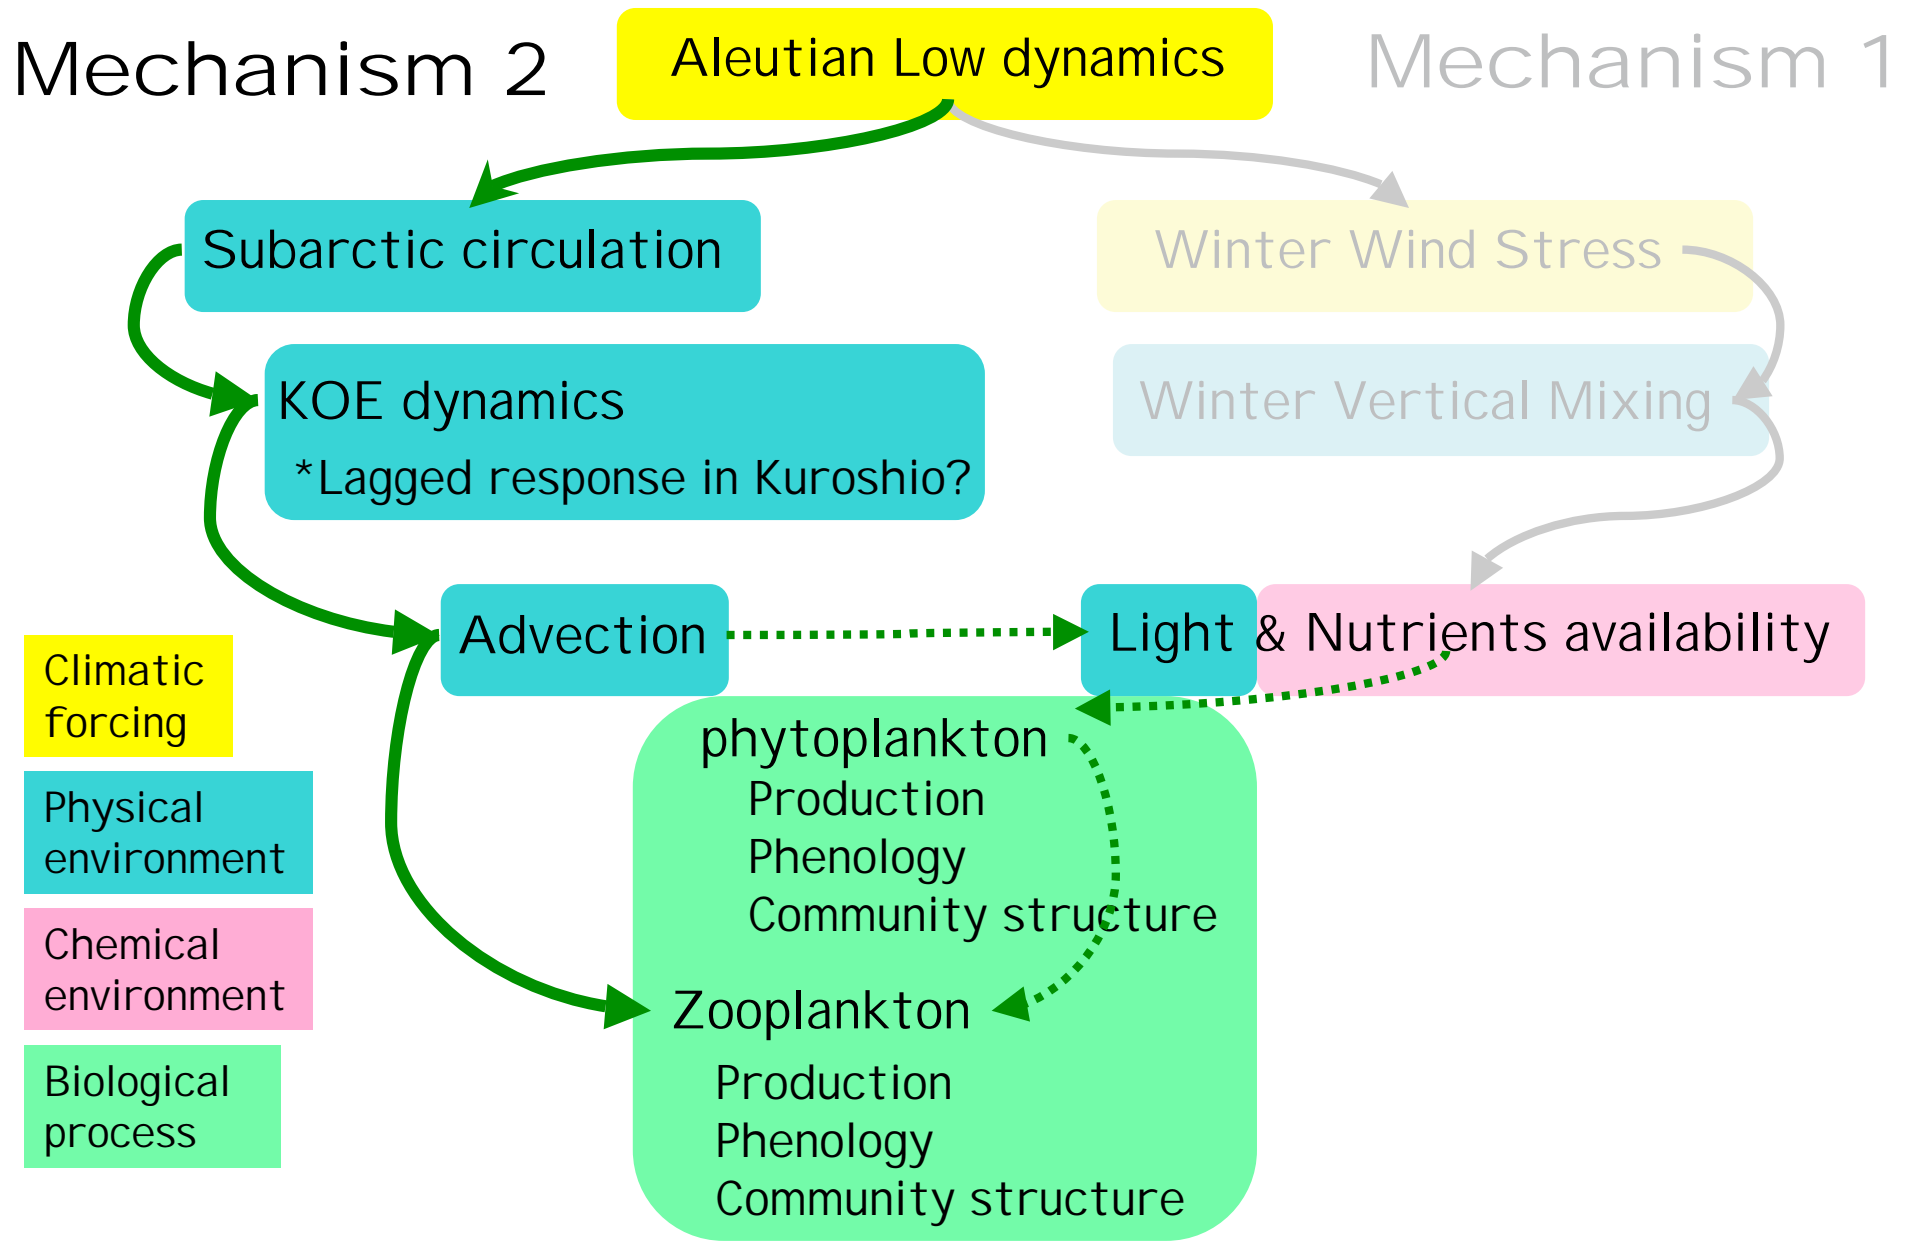 Mechanism 2
Aleutian Low dynamics
Mechanism 1
Subarctic circulation
Winter Wind Stress
KOE dynamics
*Lagged response in Kuroshio?
Winter Vertical Mixing
Advection
Light & Nutrients availability
phytoplankton
Production
Phenology
Community structure
Zooplankton
Production
Phenology
Community structure
Climatic
forcing
Physical
environment
Chemical
environment
Biological
process